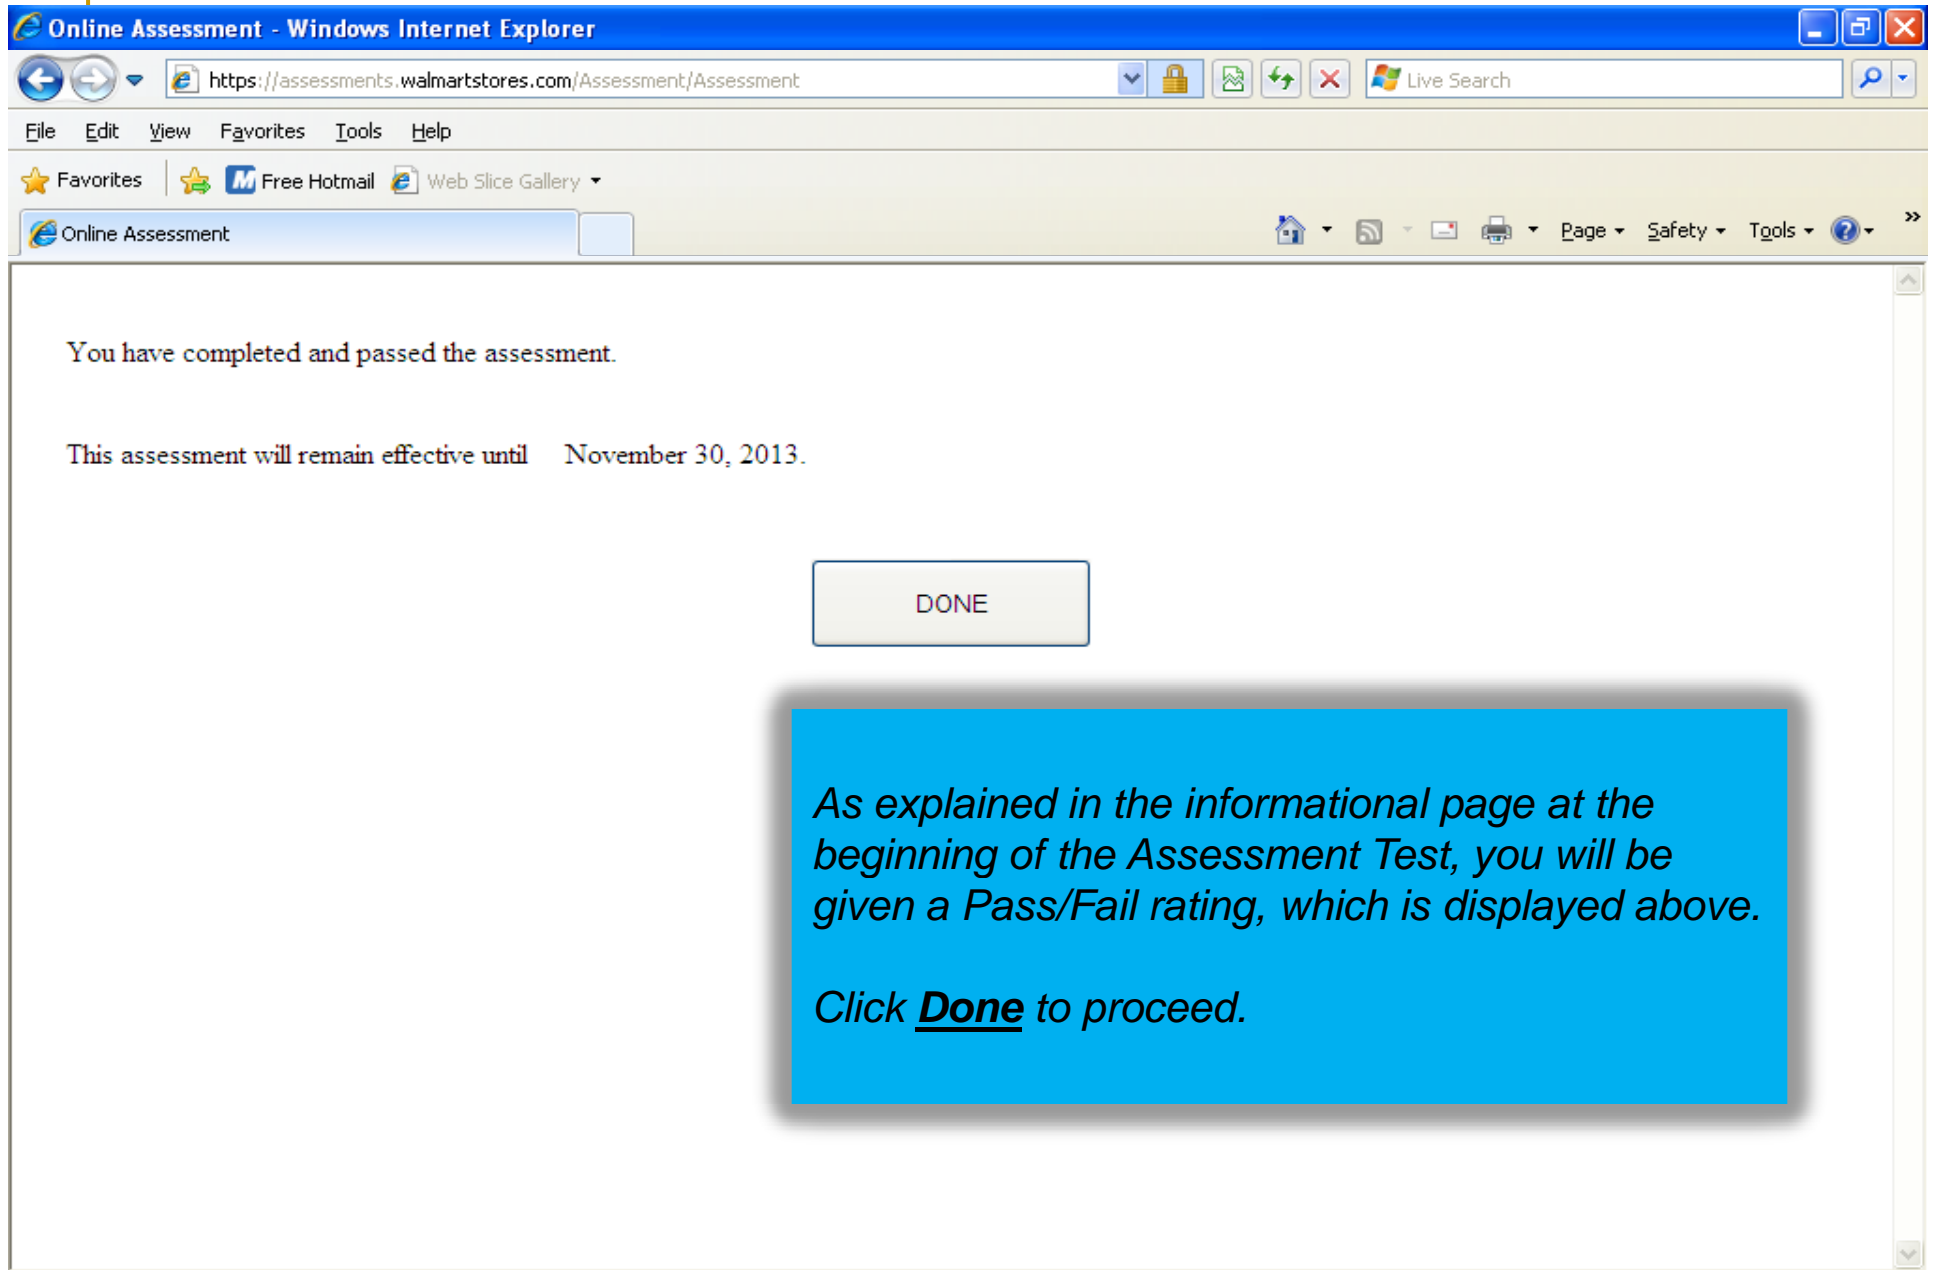 Online Assessment - Windows Internet Explorer
https://assessments.walmartstores.com/Assessment/Assessment
Live Search
File Edit View Favorites Tools Help
Favorites Free Hotmail Web Slice Gallery
Online Assessment
Page Safety Tools »
You have completed and passed the assessment.
This assessment will remain effective until November 30, 2013.
DONE
As explained in the informational page at the
beginning of the Assessment Test, you will be
given a Pass/Fail rating, which is displayed above.
Click Done to proceed.